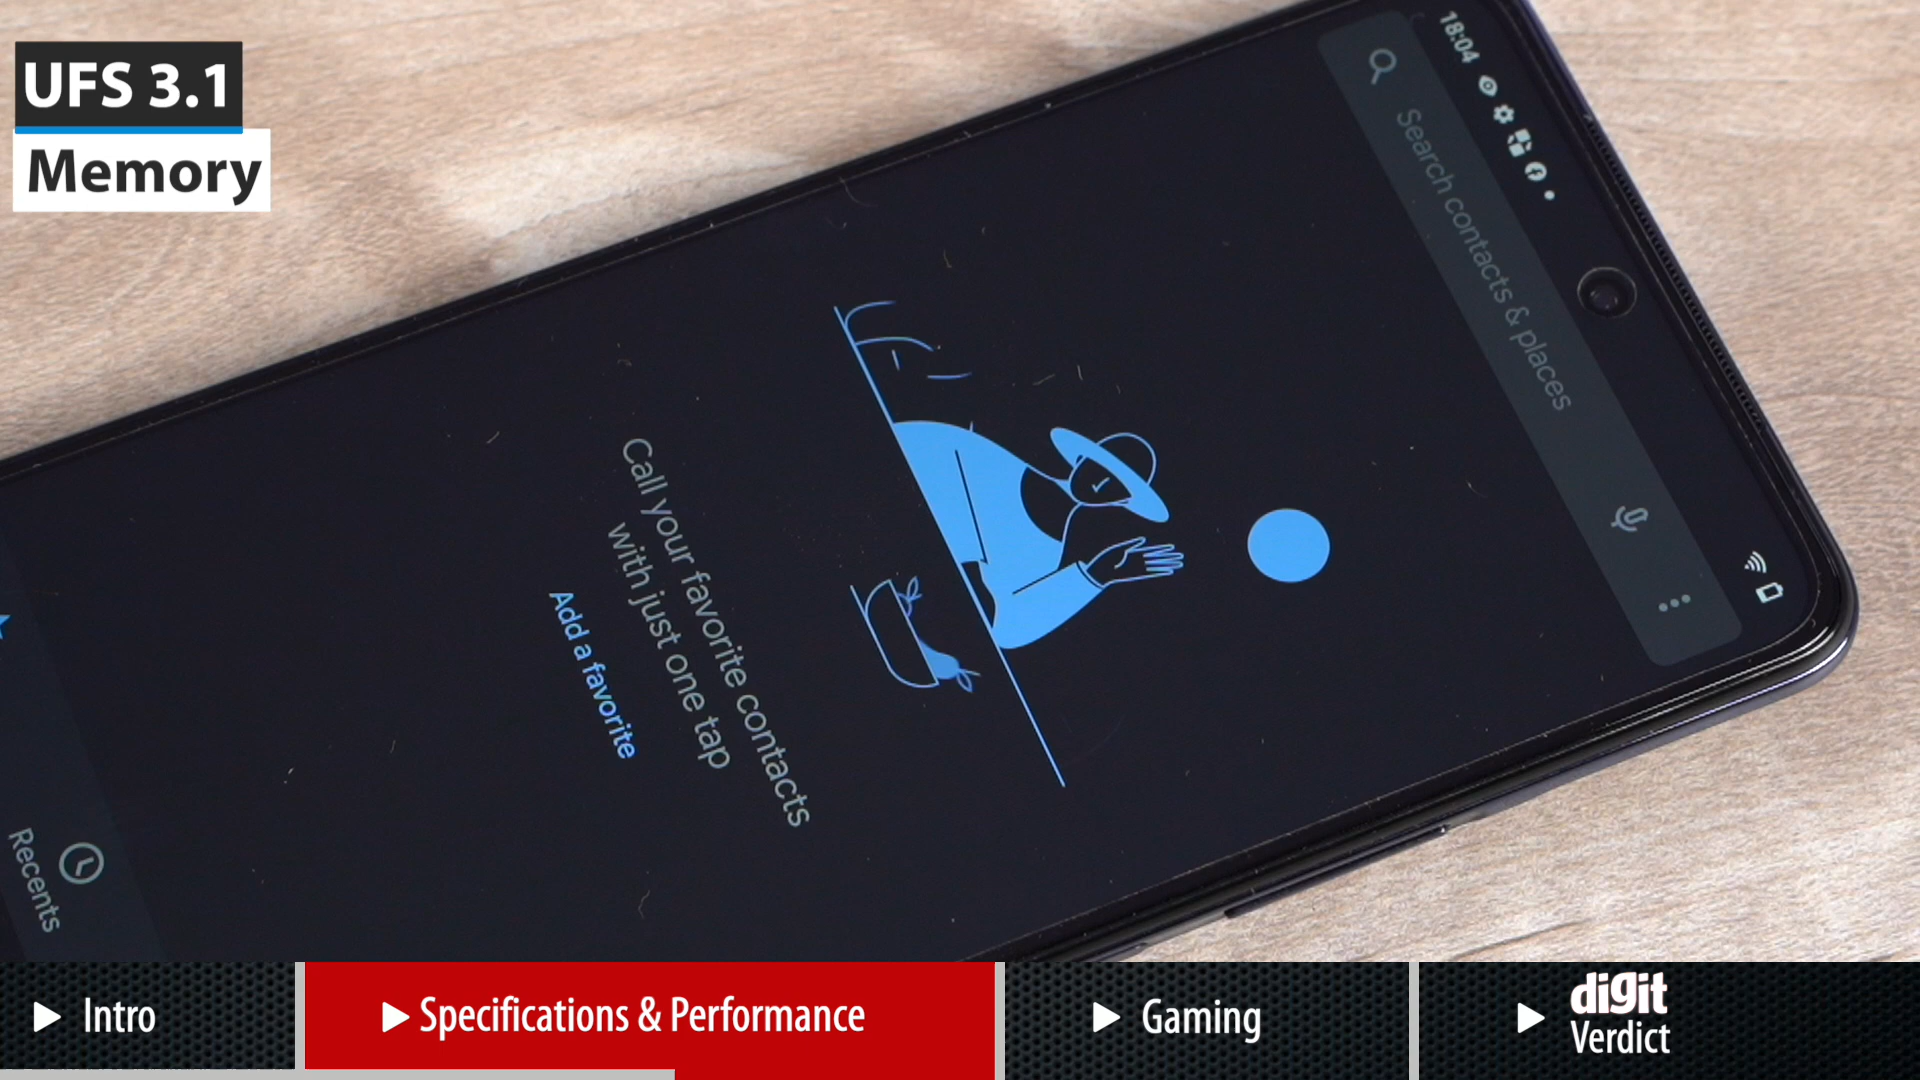 UFS 3.1
Memory
18:04
Search contacts & places
Call your favorite contacts
with just one tap
Add a favorite
Recents
Intro
Specifications & Performance
Gaming
digit
Verdict